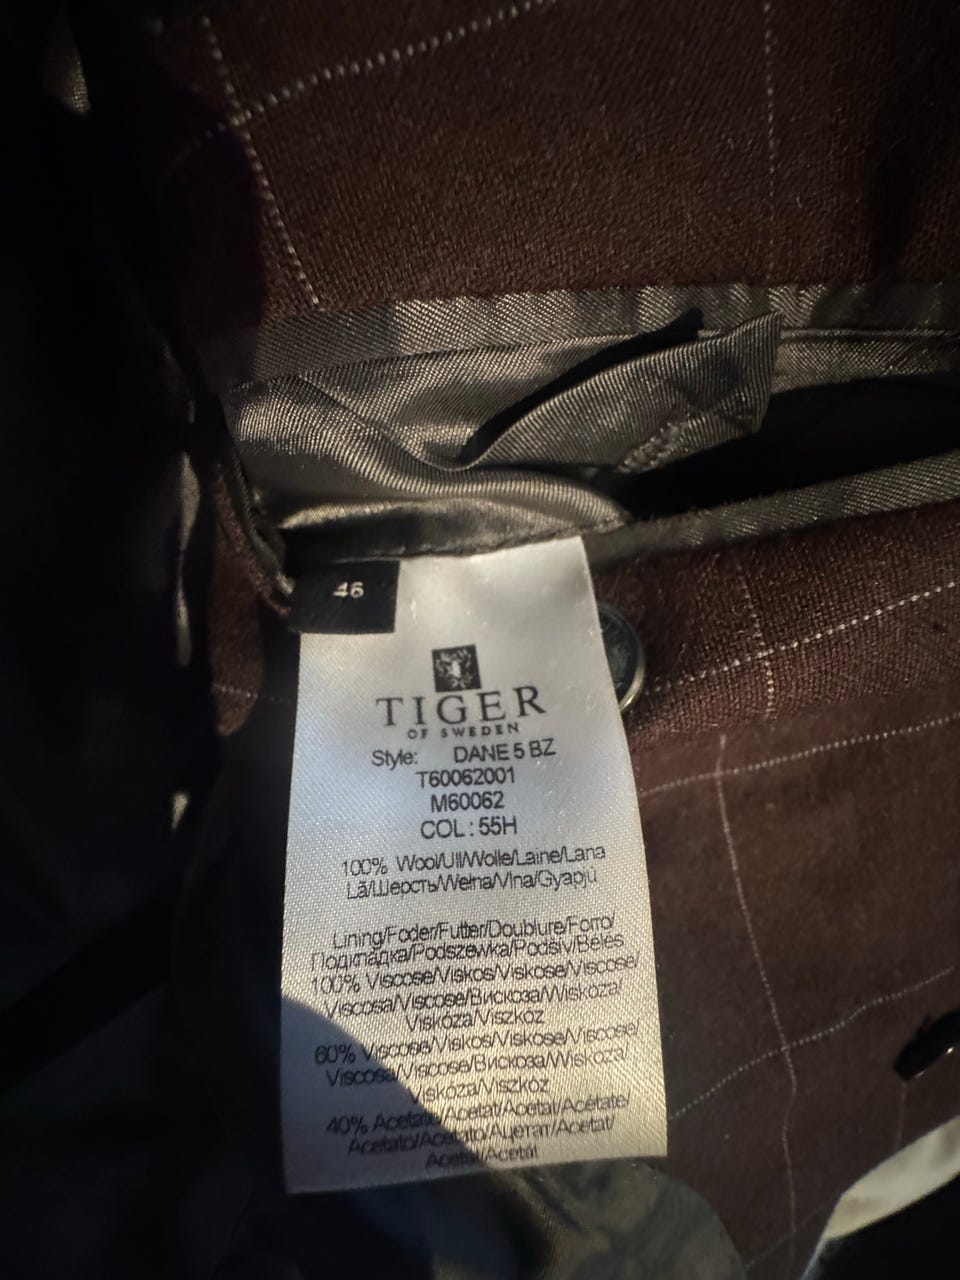 46
TIGER
OF SWEDEN
Style: DANE 5 BZ
T60062001
M60062
COL : 55H
100% Wool/Ull/Wolle/Laine/Lana
Lã/Шерсть/Wełna/Vlna/Gyapjú
Lining/Foder/Futter/Doublure/Forro/
Подкладка/Podszewka/Podšív/Bélés
100% Viscose/Viskos/Viskose/Viscose/
Viscosa/Viscose/Вискоза/Wiskoza/
Viskóza/Viszkóz
60% Viscose/Viskos/Viskose/Viscose/
Viscosa/Viscose/Вискоза/Wiskoza/
Viskóza/Viszkóz
40% Acetate/Acetat/Acetat/Acétate/
Acetato/Acetato/Ацетат/Acetat/
Acetát/Acetát